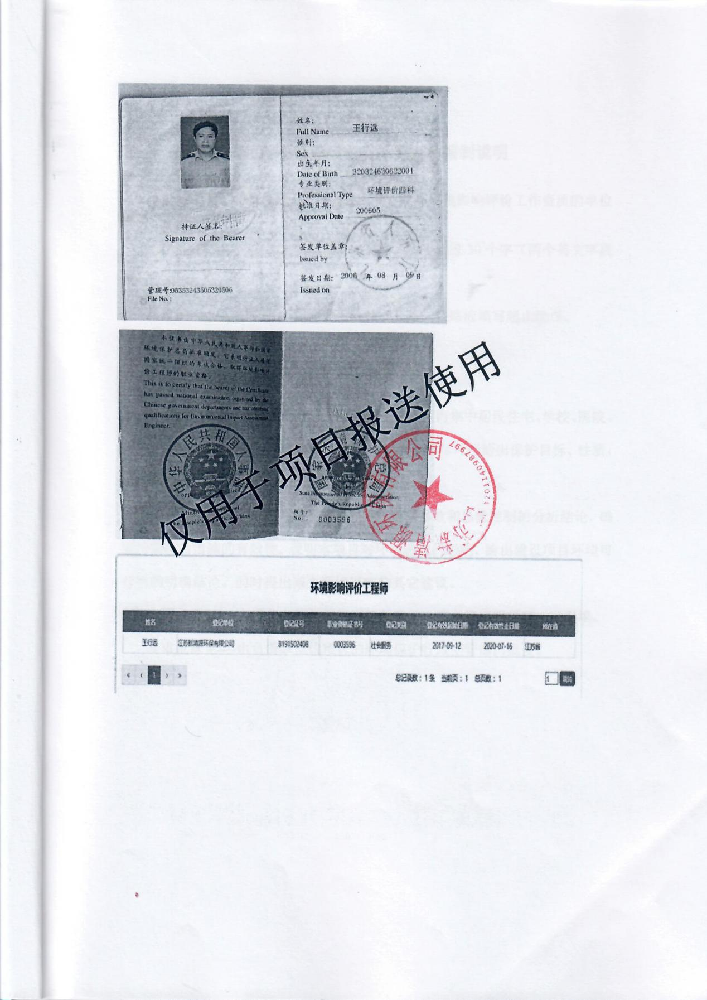 姓名:
Full Name 王行远
性别:
Sex
出生年月:
Date of Birth 320324630622001
专业类别:
Professional Type 环境评价四科
批准日期:
Approval Date 200605
持证人签名:
Signature of the Bearer
签发单位盖章:
Issued by
签发日期: 2006 年 08 月 09 日
Issued on
管理号:06353243505320506
File No.:
本证书由中华人民共和国人事部和国家
环境保护总局批准颁发。它表明持证人通过
国家统一组织的考试合格，取得环境影响评
价工程师的职业资格。
This is to certify that the bearer of the Certificate
has passed national examination organized by the
Chinese government departments and has obtained
qualifications for Environmental Impact Assessment
Engineer.
中华人民共和国人事部
The People's Republic of China
国家环境保护总局
by
State Environmental Protection Administration
The People's Republic of China
编号:
No.: 0003596
仅用于项目报送使用
江苏新清源环保有限公司
环境影响评价工程师
姓名 登记单位 登记证号 职业资格证书号 登记类别 登记有效起始日期 登记有效终止日期 所在省
王行远 江苏新清源环保有限公司 8191502408 0003596 社会服务 2017-09-12 2020-07-16 江苏省
« ‹ 1 › »
总记录数：1 条 当前页：1 总页数：1
1 跳转